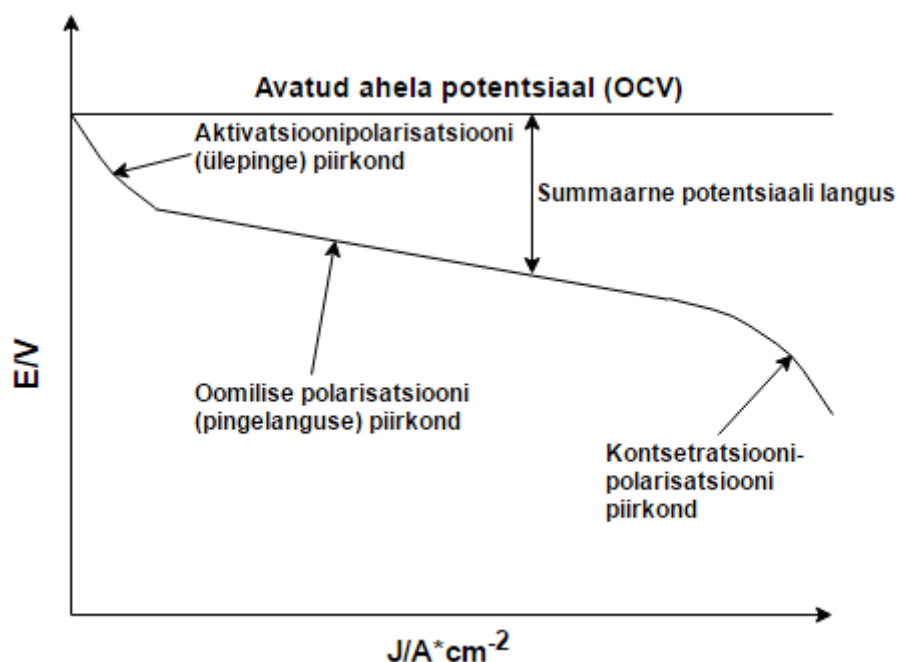 Avatud ahela potentsiaal (OCV)
Aktivatsioonipolarisatsiooni
(ülepinge) piirkond
Summaarne potentsiaali langus
E/V
Oomilise polarisatsiooni
(pingelanguse) piirkond
Kontsetratsiooni-
polarisatsiooni
piirkond
J/A*cm⁻²